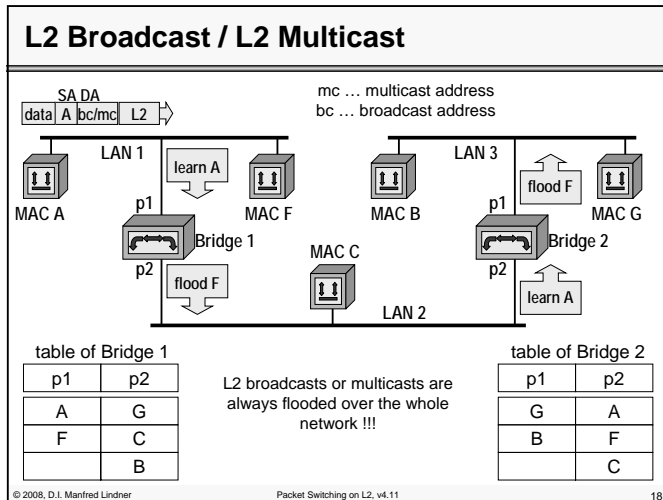 L2 Broadcast / L2 Multicast
SA DA
data A bc/mc L2
mc … multicast address
bc … broadcast address
LAN 1
LAN 3
learn A
flood F
MAC A
p1
MAC F
MAC B
p1
MAC G
Bridge 1
Bridge 2
p2
flood F
MAC C
p2
learn A
LAN 2
table of Bridge 1
p1 p2
A G
F C
B
L2 broadcasts or multicasts are
always flooded over the whole
network !!!
table of Bridge 2
p1 p2
G A
B F
C
© 2008, D.I. Manfred Lindner
Packet Switching on L2, v4.11
18